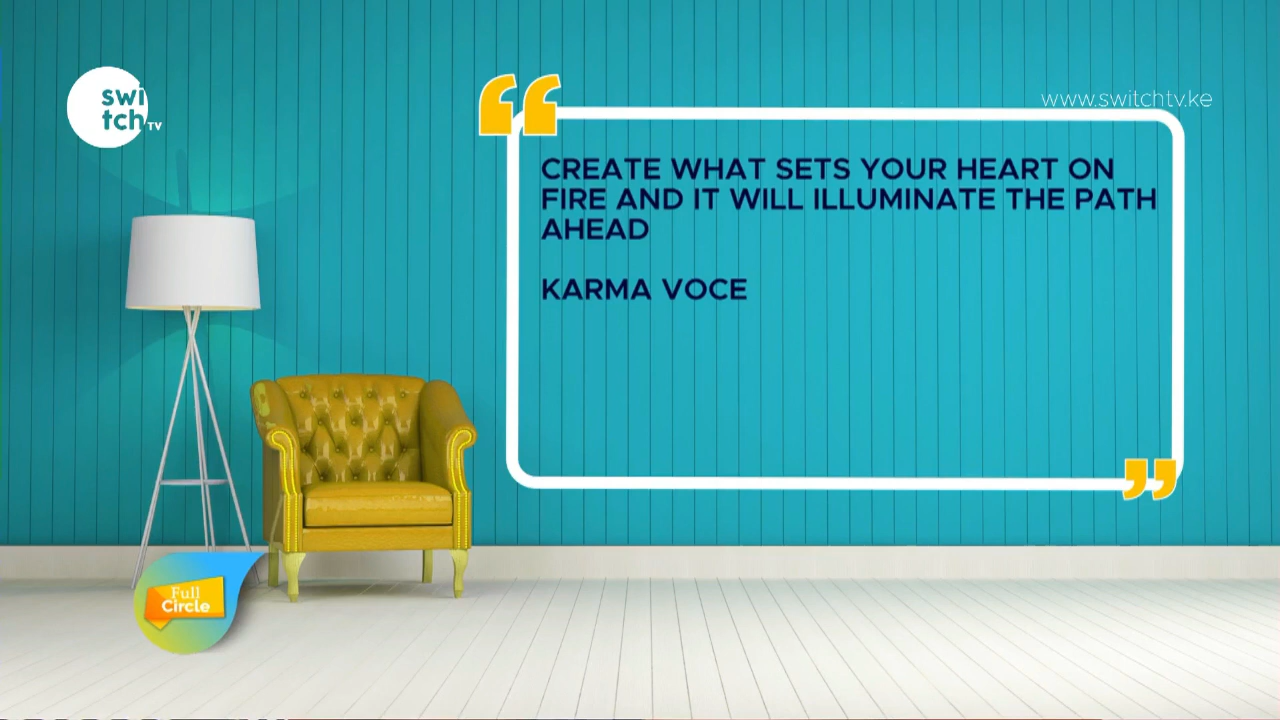 swi
tch TV
www.switchtv.ke
CREATE WHAT SETS YOUR HEART ON
FIRE AND IT WILL ILLUMINATE THE PATH
AHEAD
KARMA VOCE
Full
Circle